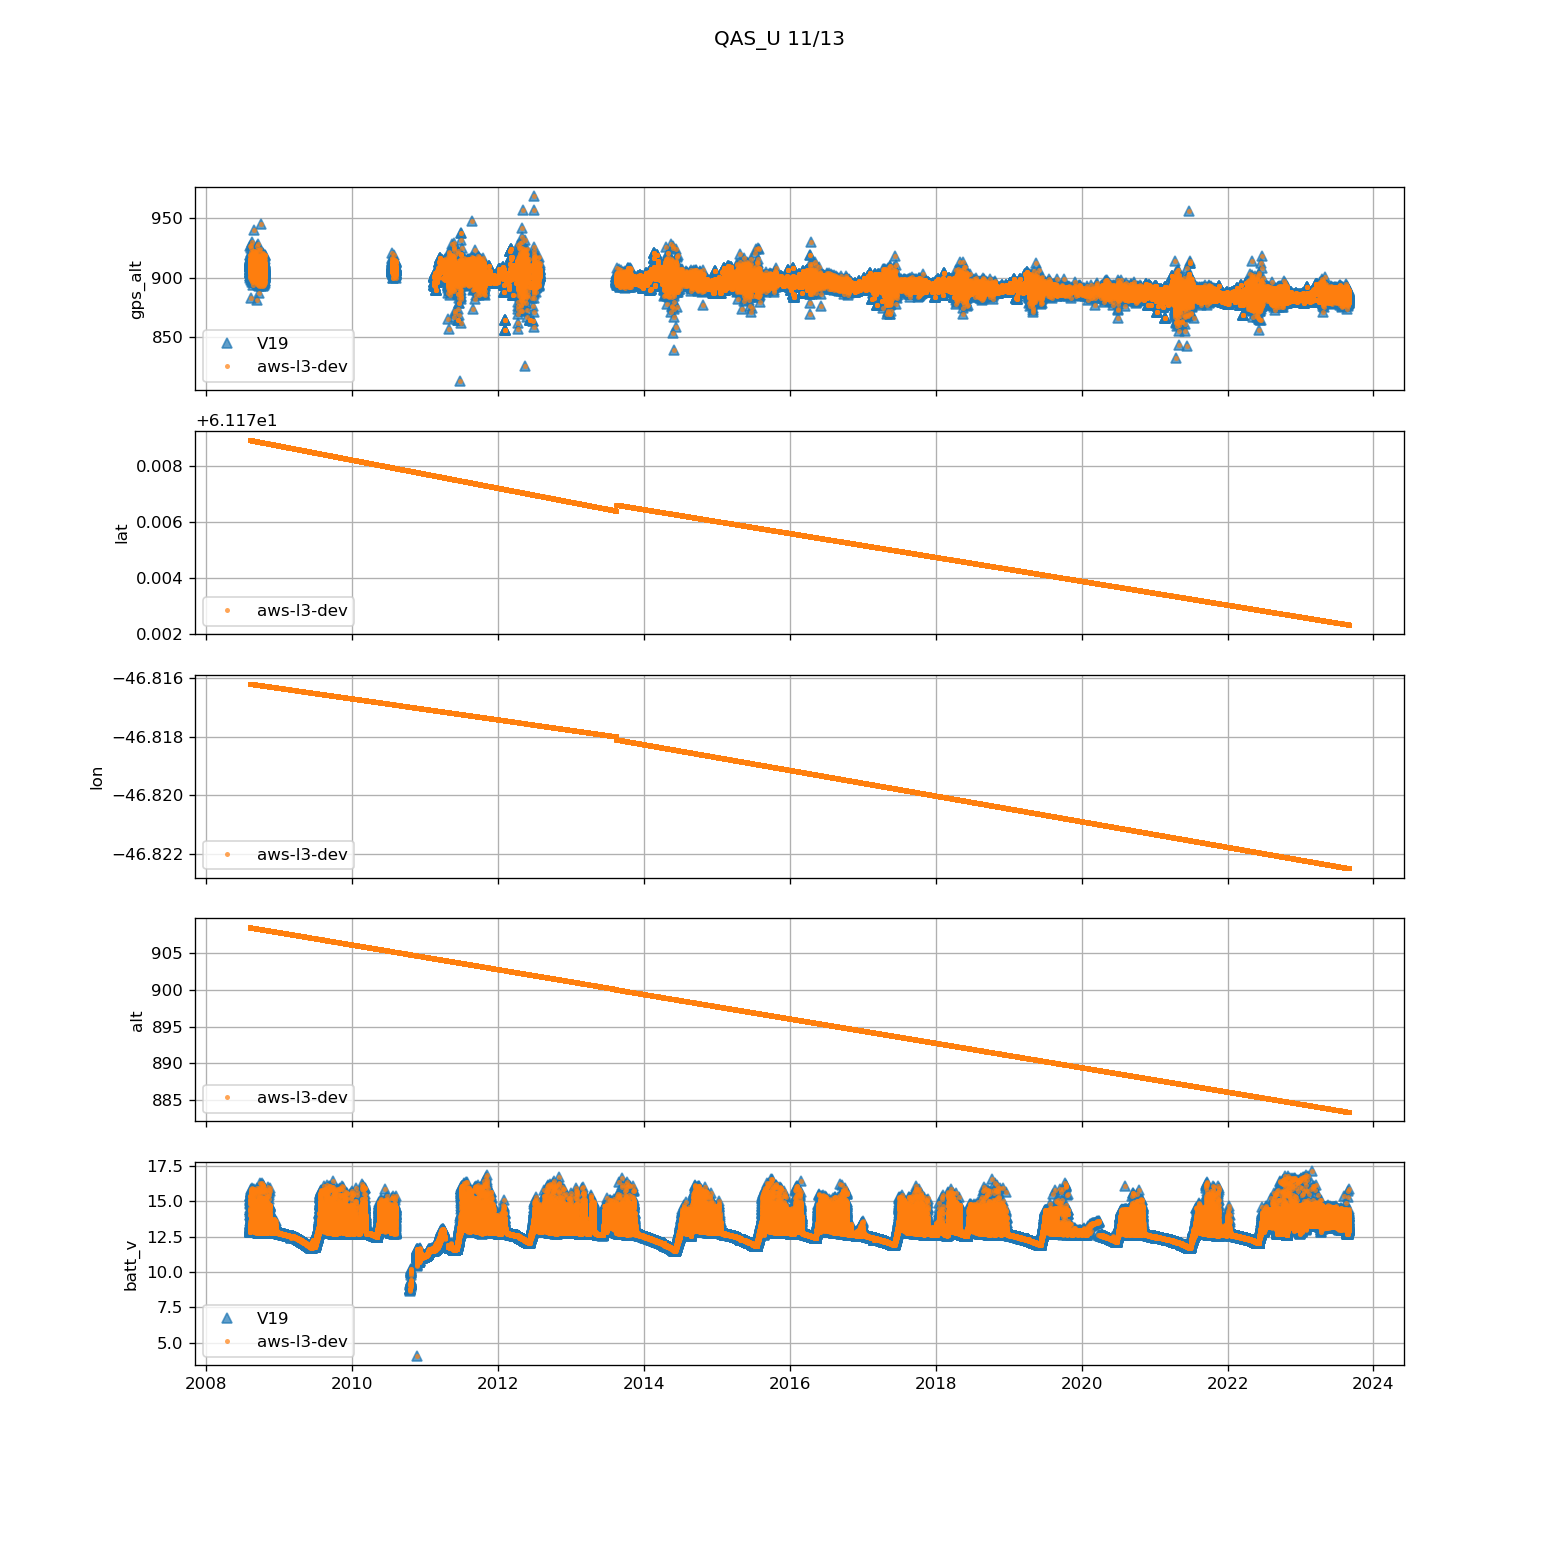 QAS_U 11/13
950
900
850
gps_alt
V19
aws-l3-dev
+6.117e1
0.008
0.006
0.004
0.002
lat
aws-l3-dev
−46.816
−46.818
−46.820
−46.822
lon
aws-l3-dev
905
900
895
890
885
alt
aws-l3-dev
17.5
15.0
12.5
10.0
7.5
5.0
batt_v
V19
aws-l3-dev
2008 2010 2012 2014 2016 2018 2020 2022 2024